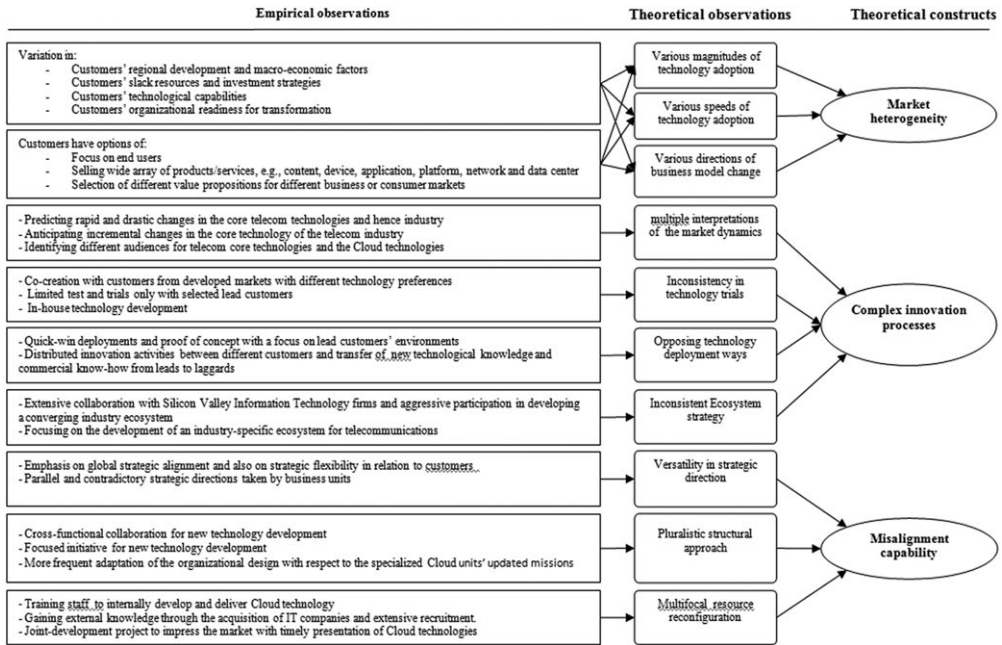 Empirical observations
Theoretical observations
Theoretical constructs
Variation in:
- Customers' regional development and macro-economic factors
- Customers' slack resources and investment strategies
- Customers' technological capabilities
- Customers' organizational readiness for transformation
Customers have options of:
- Focus on end users
- Selling wide array of products/services, e.g., content, device, application, platform, network and data center
- Selection of different value propositions for different business or consumer markets
Various magnitudes of
technology adoption
Various speeds of
technology adoption
Various directions of
business model change
Market
heterogeneity
- Predicting rapid and drastic changes in the core telecom technologies and hence industry
- Anticipating incremental changes in the core technology of the telecom industry
- Identifying different audiences for telecom core technologies and the Cloud technologies
multiple interpretations
of the market dynamics
- Co-creation with customers from developed markets with different technology preferences
- Limited test and trials only with selected lead customers
- In-house technology development
Inconsistency in
technology trials
- Quick-win deployments and proof of concept with a focus on lead customers' environments
- Distributed innovation activities between different customers and transfer of new technological knowledge and
commercial know-how from leads to laggards
Opposing technology
deployment ways
- Extensive collaboration with Silicon Valley Information Technology firms and aggressive participation in developing
a converging industry ecosystem
- Focusing on the development of an industry-specific ecosystem for telecommunications
Inconsistent Ecosystem
strategy
Complex innovation
processes
- Emphasis on global strategic alignment and also on strategic flexibility in relation to customers
- Parallel and contradictory strategic directions taken by business units
Versatility in strategic
direction
- Cross-functional collaboration for new technology development
- Focused initiative for new technology development
- More frequent adaptation of the organizational design with respect to the specialized Cloud units' updated missions
Pluralistic structural
approach
- Training staff to internally develop and deliver Cloud technology
- Gaining external knowledge through the acquisition of IT companies and extensive recruitment.
- Joint-development project to impress the market with timely presentation of Cloud technologies
Multifocal resource
reconfiguration
Misalignment
capability